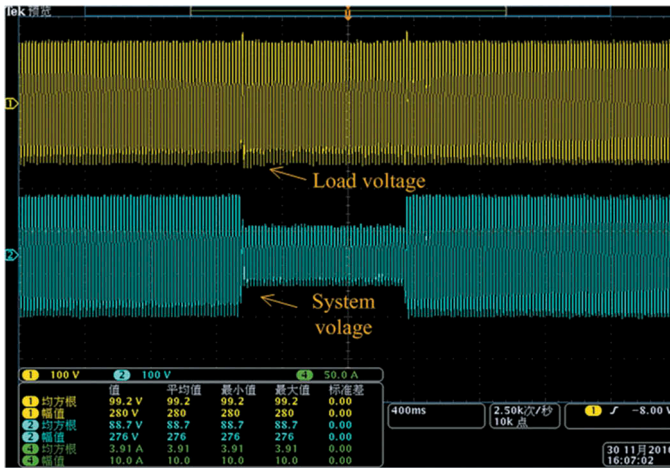 Tek 预览
1
Load voltage
2
System
volage
1 100 V 2 100 V 4 50.0 A
值 平均值 最小值 最大值 标准差
1 均方根 99.2 V 99.2 99.2 99.2 0.00
1 幅值 280 V 280 280 280 0.00
2 均方根 88.7 V 88.7 88.7 88.7 0.00
2 幅值 276 V 276 276 276 0.00
4 均方根 3.91 A 3.91 3.91 3.91 0.00
4 幅值 10.0 A 10.0 10.0 10.0 0.00
400ms
2.50k次/秒
10k 点
1 -8.00 V
30 11月2016
16:07:02